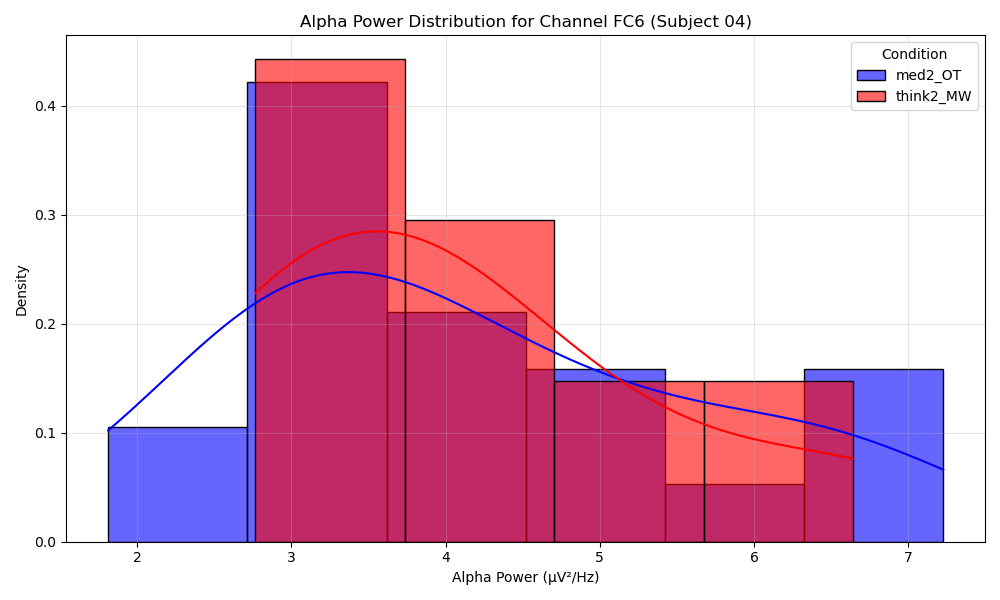 Alpha Power Distribution for Channel FC6 (Subject 04)
Condition
med2_OT
think2_MW
Density
0.4
0.3
0.2
0.1
0.0
2 3 4 5 6 7
Alpha Power (μV²/Hz)